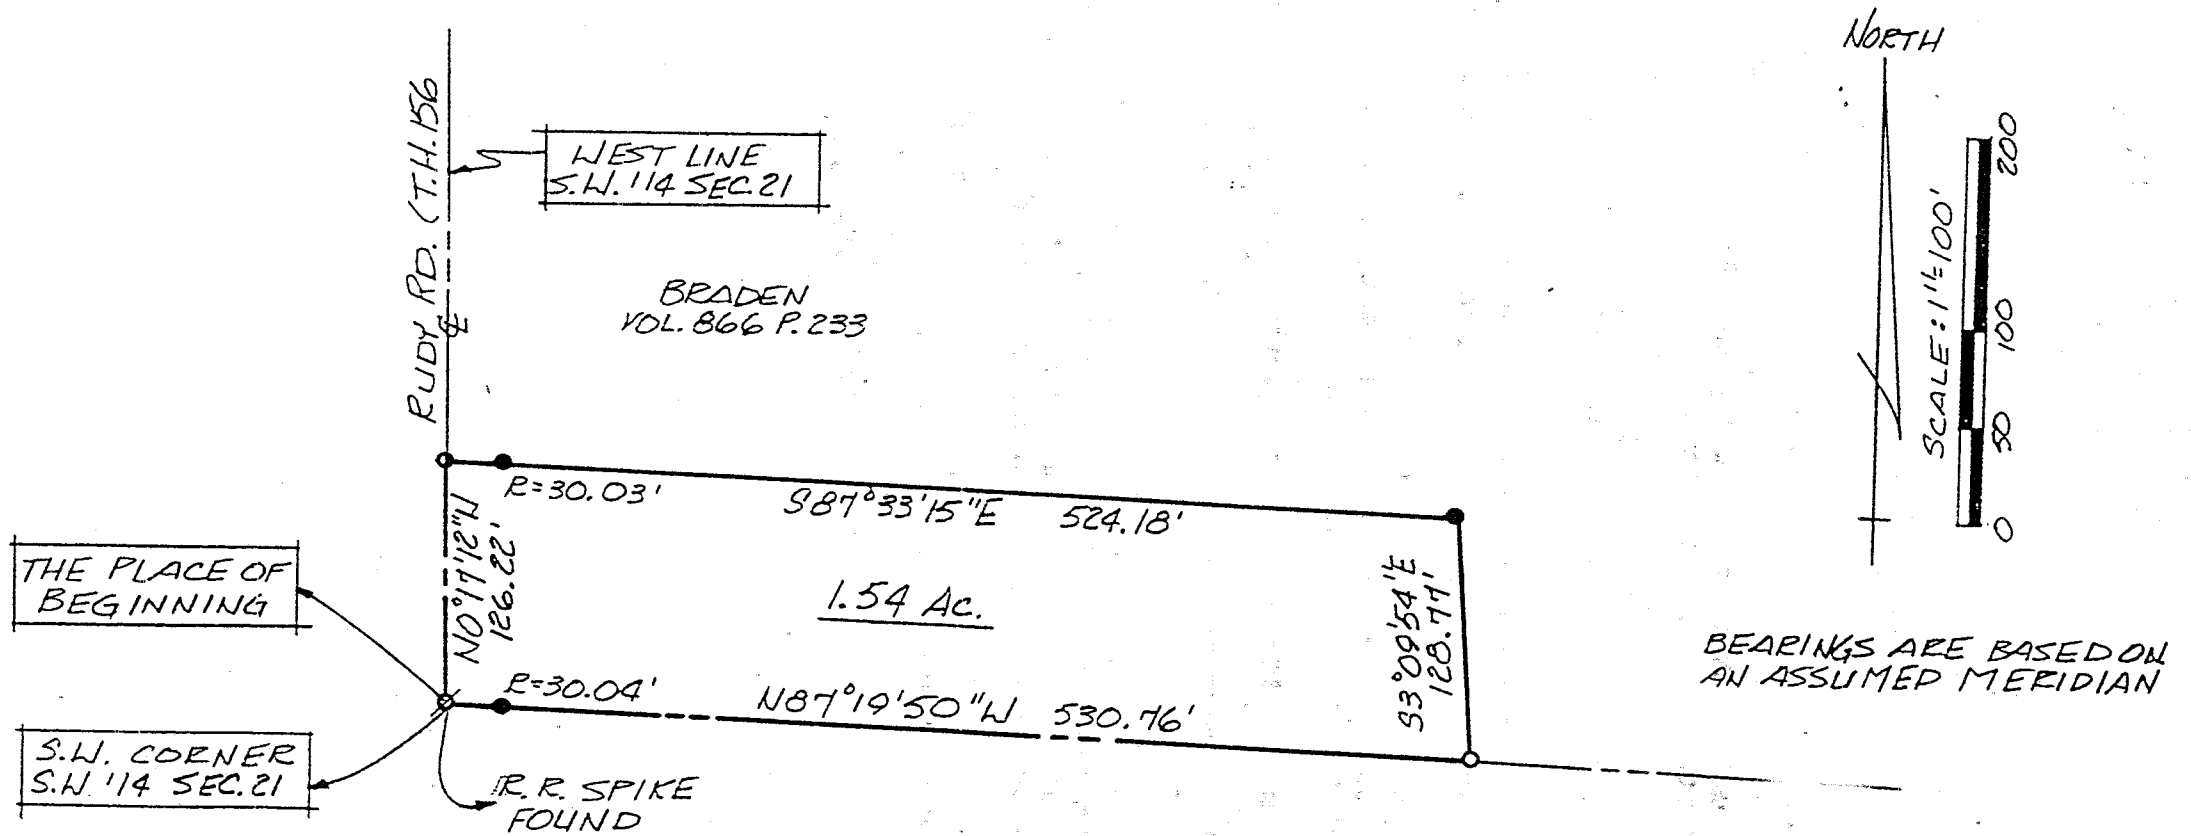 NORTH
RUDY RD. (T.H. 156
℄
WEST LINE
S.W. 1/4 SEC. 21
BRADEN
VOL. 866 P. 233
SCALE: 1"=100'
0
50
100
200
R=30.03'
S87°33'15"E 524.18'
N0°17'12"W
126.22'
1.54 AC.
S3°09'54"E
128.77'
THE PLACE OF
BEGINNING
R=30.04'
N87°19'50"W 530.76'
BEARINGS ARE BASED ON
AN ASSUMED MERIDIAN
S.W. CORNER
S.W. 1/4 SEC. 21
R.R. SPIKE
FOUND